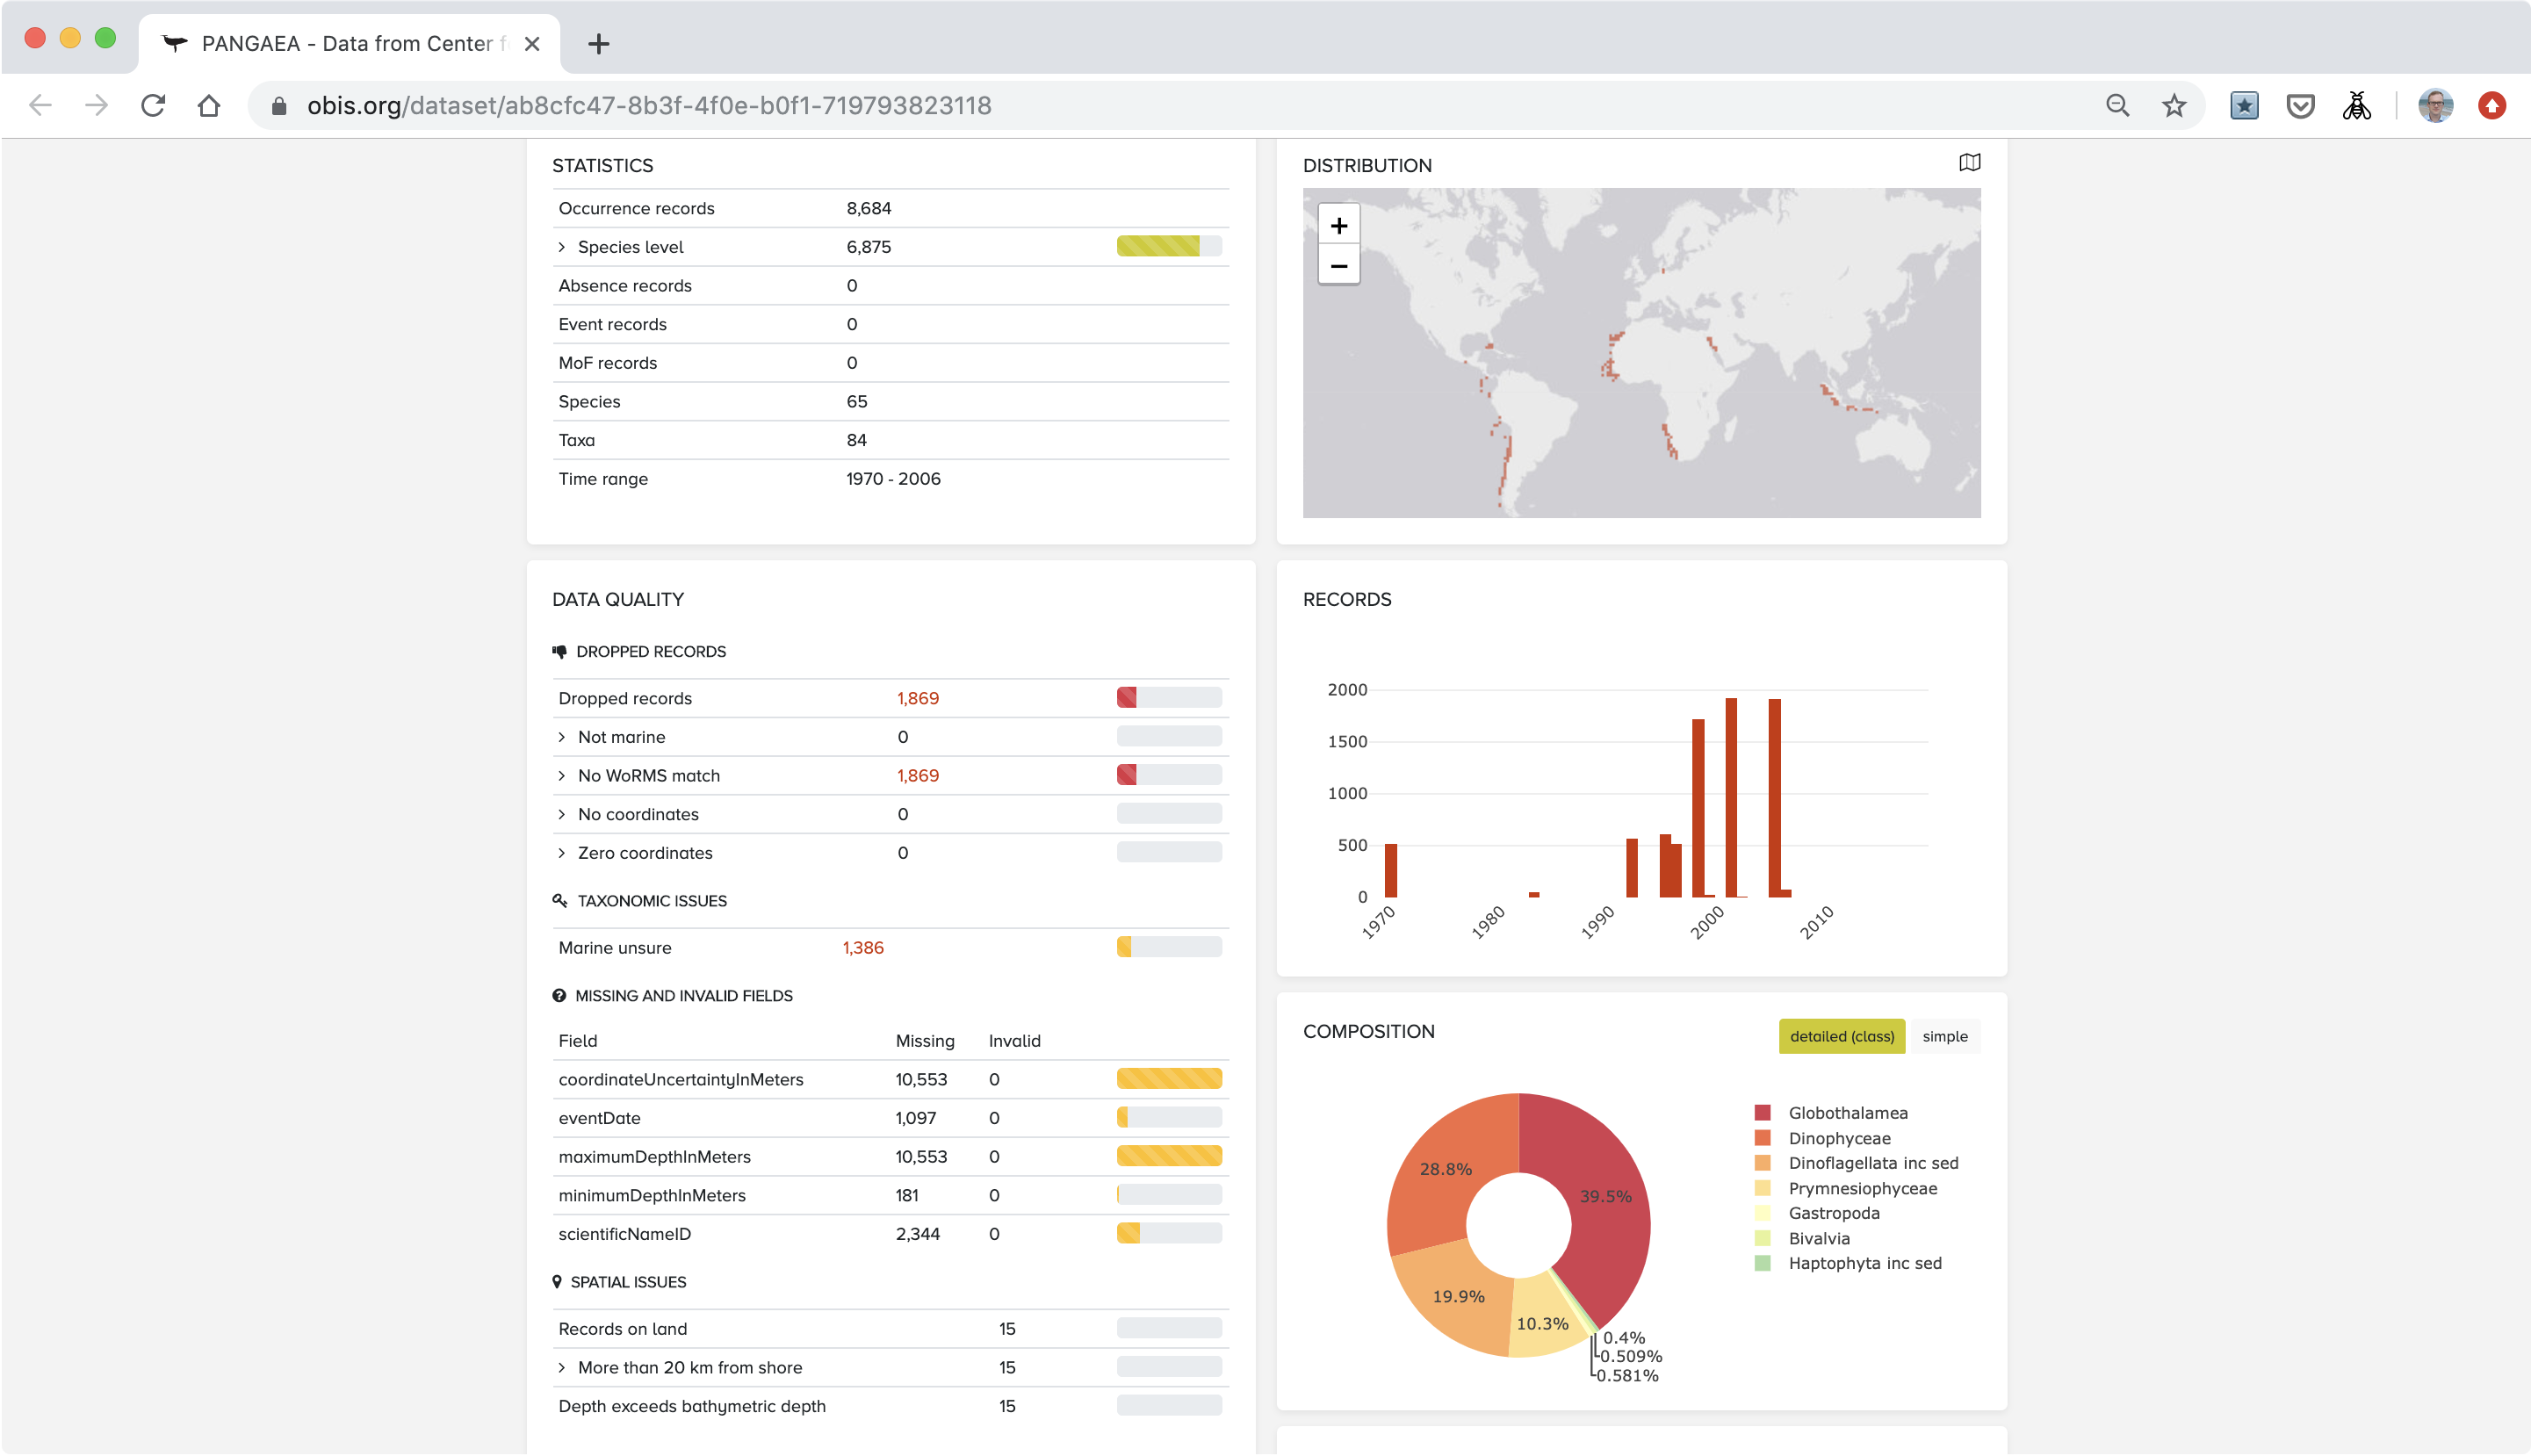 PANGAEA - Data from Center f
obis.org/dataset/ab8cfc47-8b3f-4f0e-b0f1-719793823118
STATISTICS
Occurrence records 8,684
Species level 6,875
Absence records 0
Event records 0
MoF records 0
Species 65
Taxa 84
Time range 1970 - 2006
DISTRIBUTION
+
−
DATA QUALITY
DROPPED RECORDS
Dropped records 1,869
Not marine 0
No WoRMS match 1,869
No coordinates 0
Zero coordinates 0
TAXONOMIC ISSUES
Marine unsure 1,386
MISSING AND INVALID FIELDS
Field Missing Invalid
coordinateUncertaintyInMeters 10,553 0
eventDate 1,097 0
maximumDepthInMeters 10,553 0
minimumDepthInMeters 181 0
scientificNameID 2,344 0
SPATIAL ISSUES
Records on land 15
More than 20 km from shore 15
Depth exceeds bathymetric depth 15
RECORDS
2000
1500
1000
500
0
1970 1980 1990 2000 2010
COMPOSITION
detailed (class) simple
28.8%
39.5%
19.9%
10.3%
0.4%
0.509%
0.581%
Globothalamea
Dinophyceae
Dinoflagellata inc sed
Prymnesiophyceae
Gastropoda
Bivalvia
Haptophyta inc sed